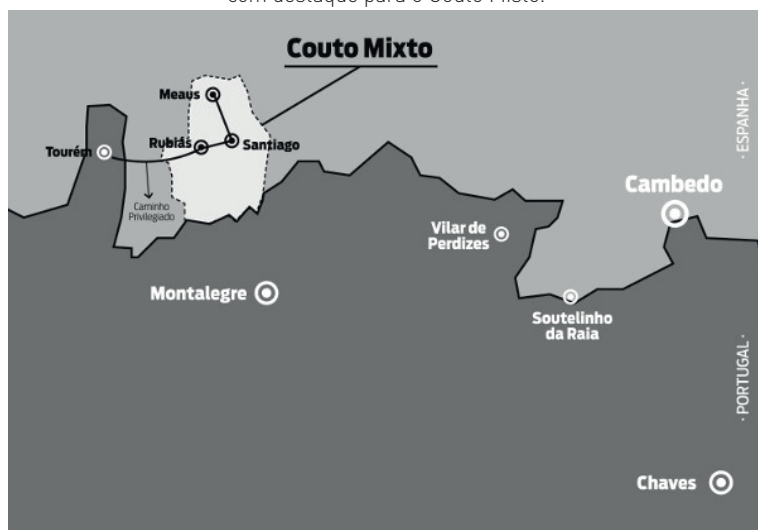 com destaque para o Couto Misto.
Couto Mixto
Meaus
Rubiás
Santiago
Tourém
Caminho
Privilegiado
· ESPANHA ·
Cambedo
Vilar de
Perdizes
Montalegre
Soutelinho
da Raia
· PORTUGAL ·
Chaves